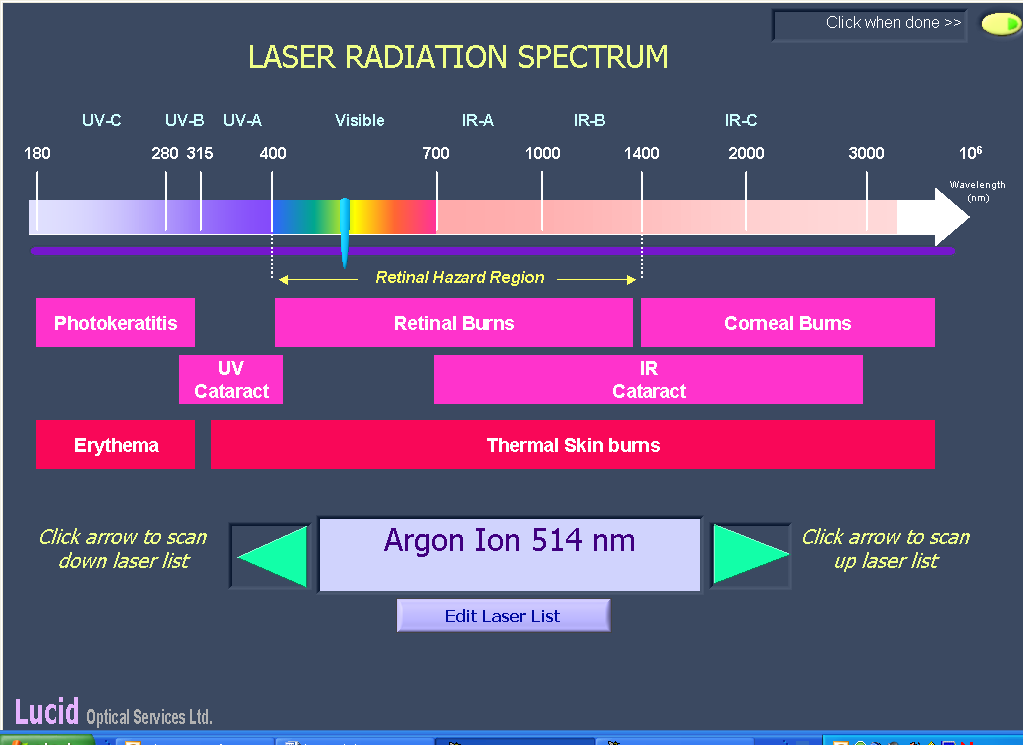 Click when done >>
LASER RADIATION SPECTRUM
UV-C UV-B UV-A Visible IR-A IR-B IR-C
180 280 315 400 700 1000 1400 2000 3000 10⁶
Wavelength
(nm)
Retinal Hazard Region
Photokeratitis Retinal Burns Corneal Burns
UV
Cataract
IR
Cataract
Erythema Thermal Skin burns
Click arrow to scan
down laser list
Argon Ion 514 nm
Click arrow to scan
up laser list
Edit Laser List
Lucid Optical Services Ltd.